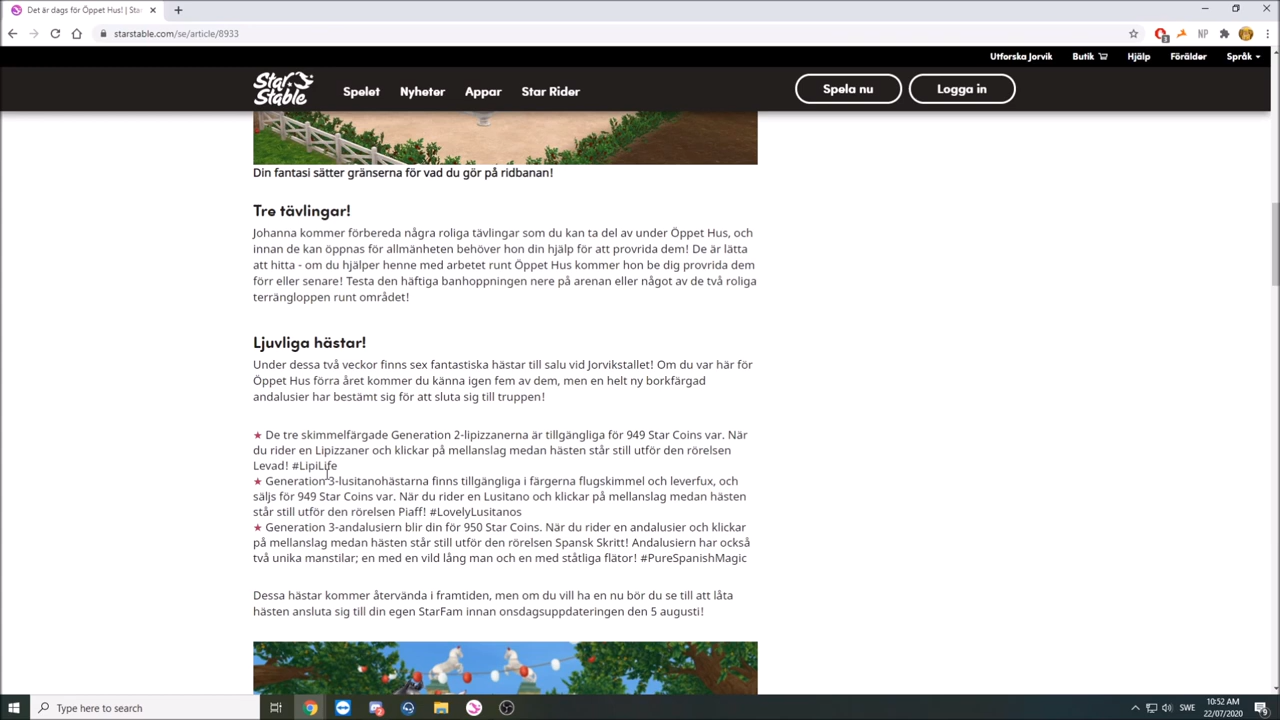 Det är dags för Öppet Hus! | Star
starstable.com/se/article/8933
NP
Utforska Jorvik Butik Hjälp Förälder Språk
Star Stable
Spelet Nyheter Appar Star Rider
Spela nu Logga in
Din fantasi sätter gränserna för vad du gör på ridbanan!
Tre tävlingar!
Johanna kommer förbereda några roliga tävlingar som du kan ta del av under Öppet Hus, och
innan de kan öppnas för allmänheten behöver hon din hjälp för att provrida dem! De är lätta
att hitta - om du hjälper henne med arbetet runt Öppet Hus kommer hon be dig provrida dem
förr eller senare! Testa den häftiga banhoppningen nere på arenan eller något av de två roliga
terrängloppen runt området!
Ljuvliga hästar!
Under dessa två veckor finns sex fantastiska hästar till salu vid Jorvikstallet! Om du var här för
Öppet Hus förra året kommer du känna igen fem av dem, men en helt ny borkfärgad
andalusier har bestämt sig för att sluta sig till truppen!
★ De tre skimmelfärgade Generation 2-lipizzanerna är tillgängliga för 949 Star Coins var. När
du rider en Lipizzaner och klickar på mellanslag medan hästen står still utför den rörelsen
Levad! #LipiLife
★ Generation 3-lusitanohästarna finns tillgängliga i färgerna flugskimmel och leverfux, och
säljs för 949 Star Coins var. När du rider en Lusitano och klickar på mellanslag medan hästen
står still utför den rörelsen Piaff! #LovelyLusitanos
★ Generation 3-andalusiern blir din för 950 Star Coins. När du rider en andalusier och klickar
på mellanslag medan hästen står still utför den rörelsen Spansk Skritt! Andalusiern har också
två unika manstilar; en med en vild lång man och en med ståtliga flätor! #PureSpanishMagic
Dessa hästar kommer återvända i framtiden, men om du vill ha en nu bör du se till att låta
hästen ansluta sig till din egen StarFam innan onsdagsuppdateringen den 5 augusti!
Type here to search
SWE
10:52 AM
22/07/2020